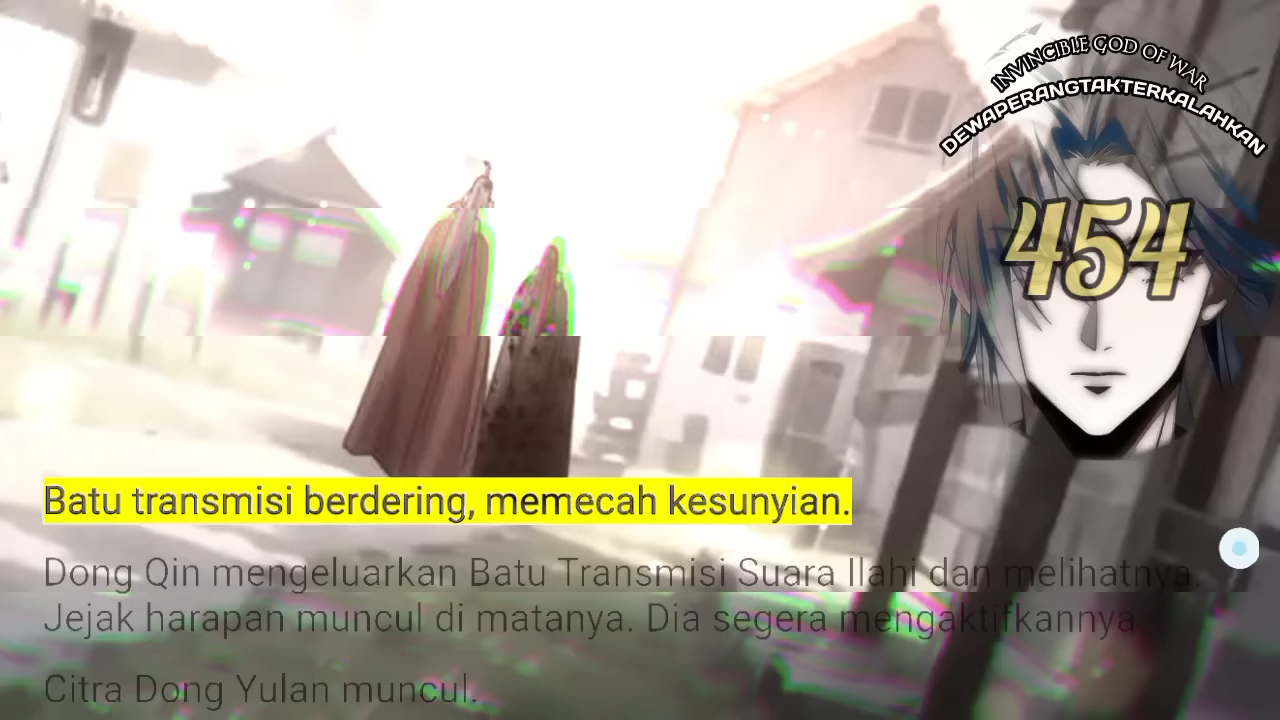 INVINCIBLE GOD OF WAR
DEWAPERANGTAKTERKALAHKAN
454
Batu transmisi berdering, memecah kesunyian.
Dong Qin mengeluarkan Batu Transmisi Suara Ilahi dan melihatnya.
Jejak harapan muncul di matanya. Dia segera mengaktifkannya
Citra Dong Yulan muncul.